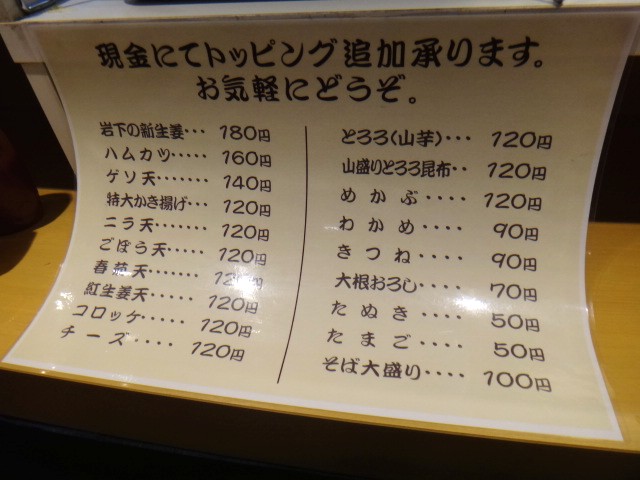 現金にてトッピング追加承ります。
お気軽にどうぞ。
岩下の新生姜・・・ 180円
ハムカツ・・・・・ 160円
ゲソ天・・・・・・・ 140円
特大かき揚げ・・・ 120円
ニラ天・・・・・・・ 120円
ごぼう天・・・・・ 120円
春菊天・・・・・・・ 120円
紅生姜天・・・・・ 120円
コロッケ・・・・・ 120円
チーズ・・・・ 120円
とろろ(山芋)・・・ 120円
山盛りとろろ昆布・・ 120円
めかぶ・・・・ 120円
わかめ・・・・ 90円
きつね・・・・ 90円
大根おろし・・・・ 70円
たぬき・・・・ 50円
たまご・・・・ 50円
そば大盛り・・・・ 100円